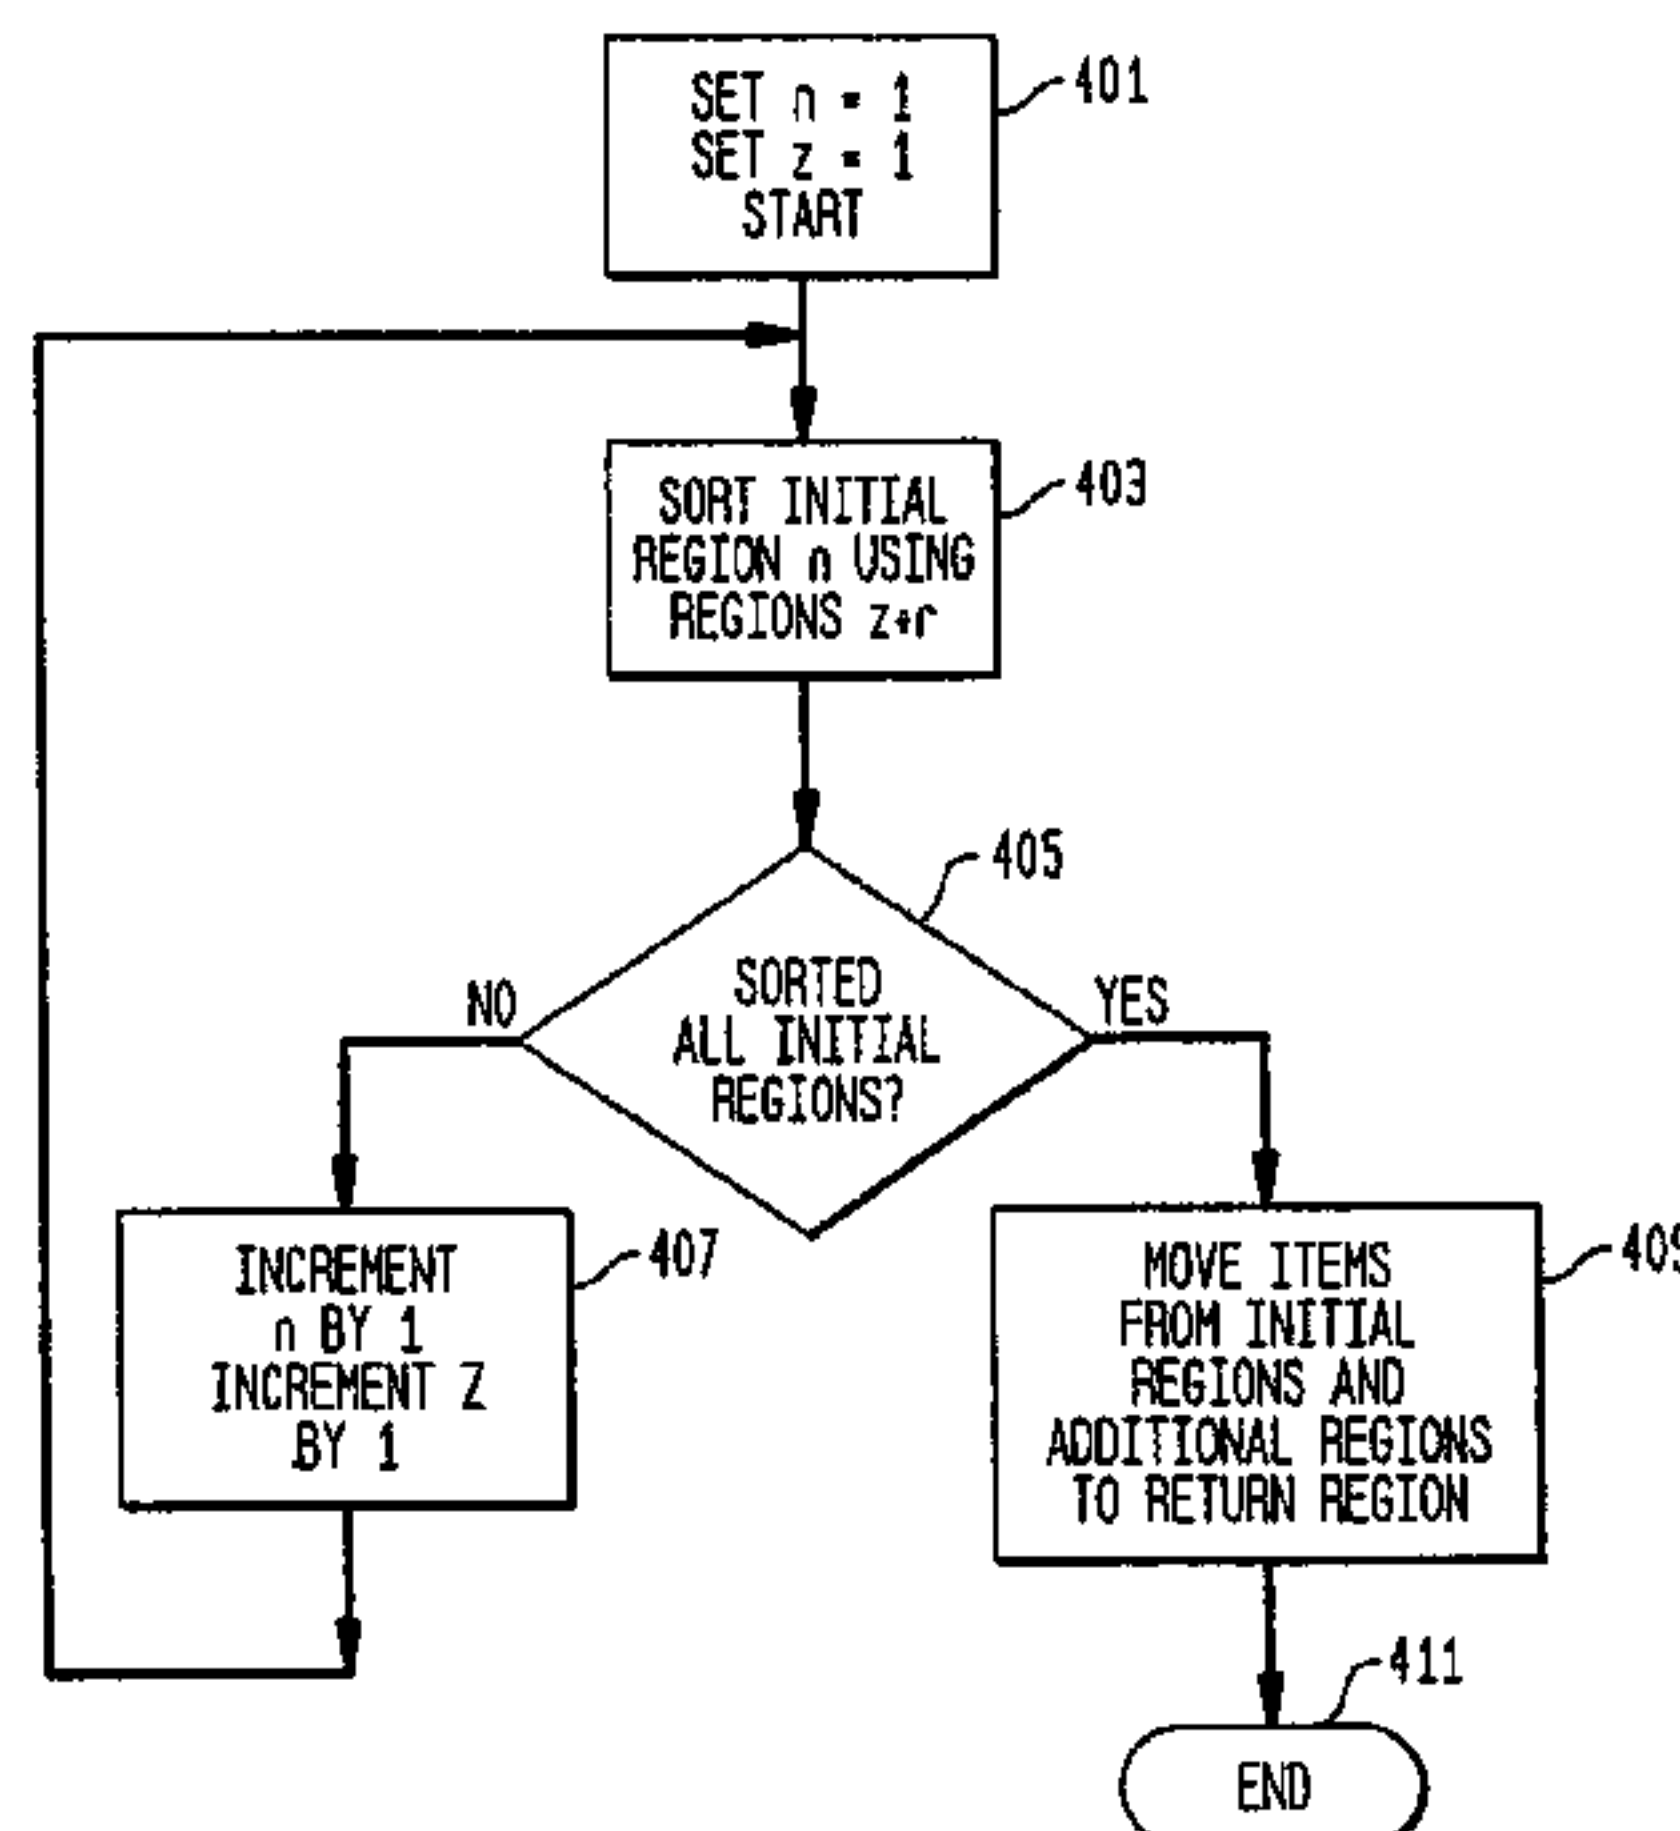 SET n = 1
SET z = 1
START
401
SORT INITIAL
REGION n USING
REGIONS z+r
403
405
SORTED
ALL INITIAL
REGIONS?
NO
YES
INCREMENT
n BY 1
INCREMENT Z
BY 1
407
MOVE ITEMS
FROM INITIAL
REGIONS AND
ADDITIONAL REGIONS
TO RETURN REGION
409
411
END